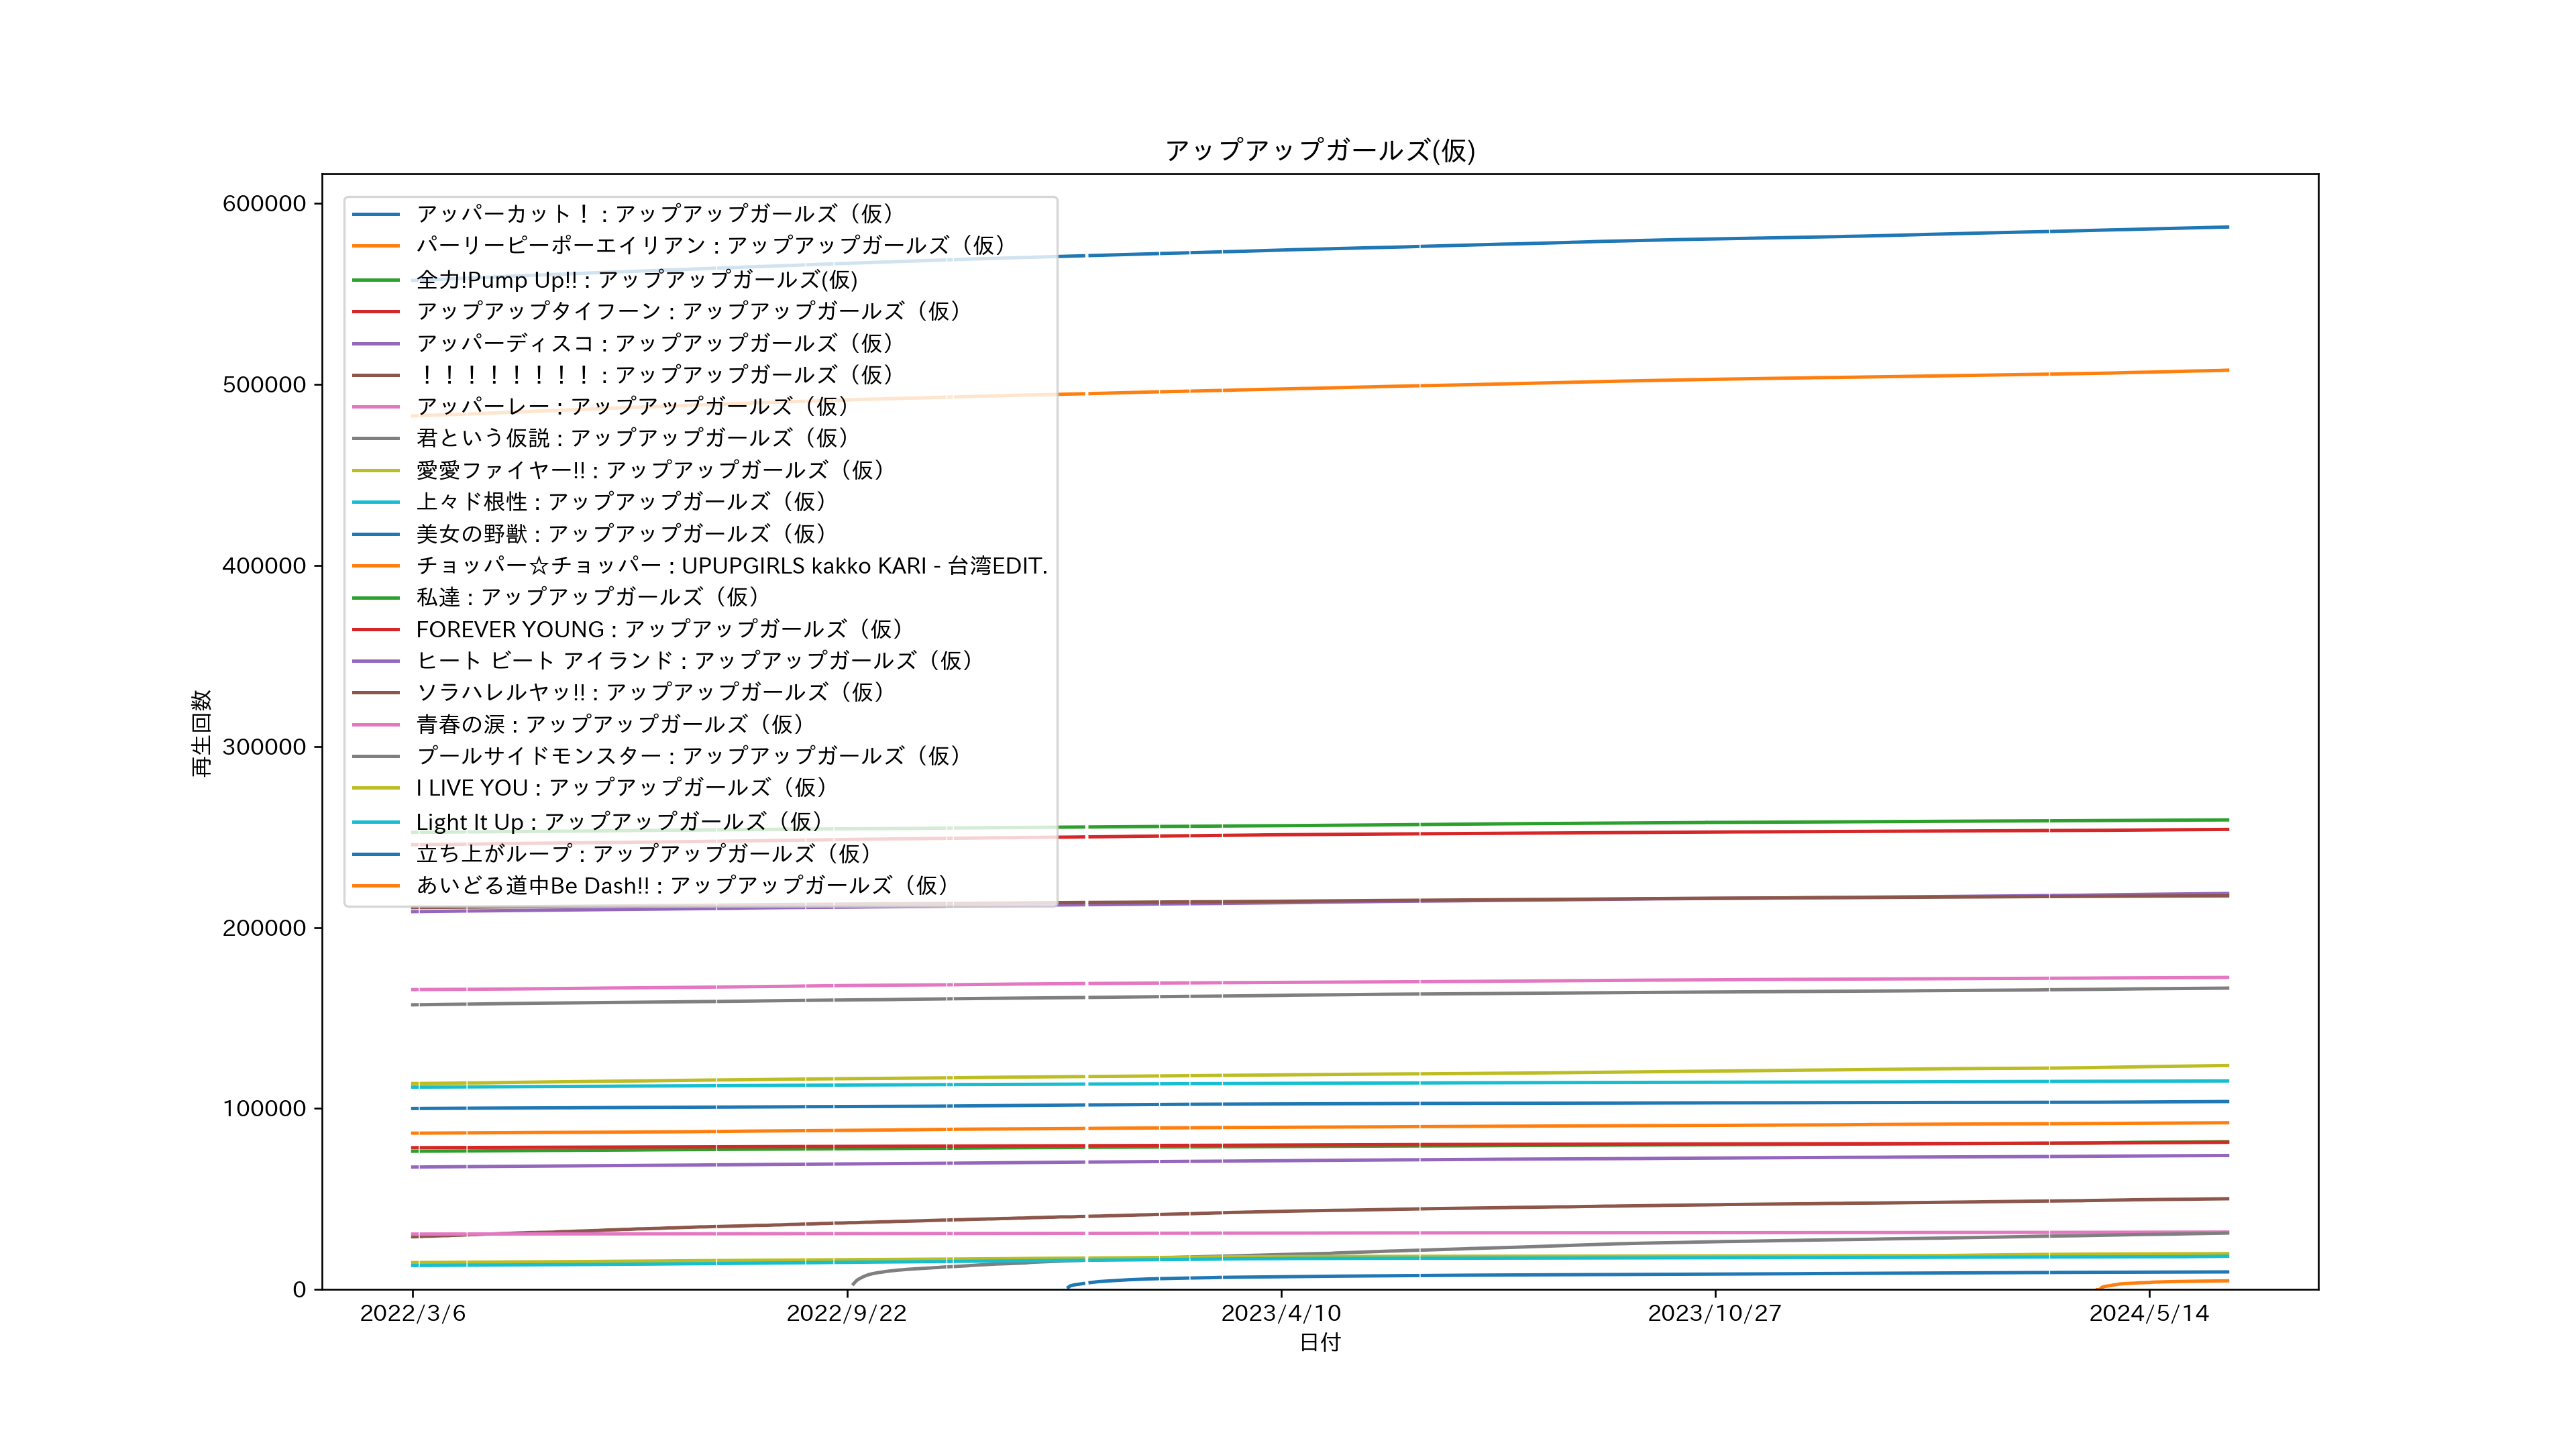 アップアップガールズ(仮)
600000
500000
400000
300000
200000
100000
0
再生回数
アッパーカット！ : アップアップガールズ（仮）
パーリーピーポーエイリアン : アップアップガールズ（仮）
全力!Pump Up!! : アップアップガールズ(仮)
アップアップタイフーン : アップアップガールズ（仮）
アッパーディスコ : アップアップガールズ（仮）
！！！！！！！！ : アップアップガールズ（仮）
アッパーレー : アップアップガールズ（仮）
君という仮説 : アップアップガールズ（仮）
愛愛ファイヤー!! : アップアップガールズ（仮）
上々ド根性 : アップアップガールズ（仮）
美女の野獣 : アップアップガールズ（仮）
チョッパー☆チョッパー : UPUPGIRLS kakko KARI - 台湾EDIT.
私達 : アップアップガールズ（仮）
FOREVER YOUNG : アップアップガールズ（仮）
ヒート ビート アイランド : アップアップガールズ（仮）
ソラハレルヤッ!! : アップアップガールズ（仮）
青春の涙 : アップアップガールズ（仮）
プールサイドモンスター : アップアップガールズ（仮）
I LIVE YOU : アップアップガールズ（仮）
Light It Up : アップアップガールズ（仮）
立ち上がループ : アップアップガールズ（仮）
あいどる道中Be Dash!! : アップアップガールズ（仮）
2022/3/6
2022/9/22
2023/4/10
2023/10/27
2024/5/14
日付